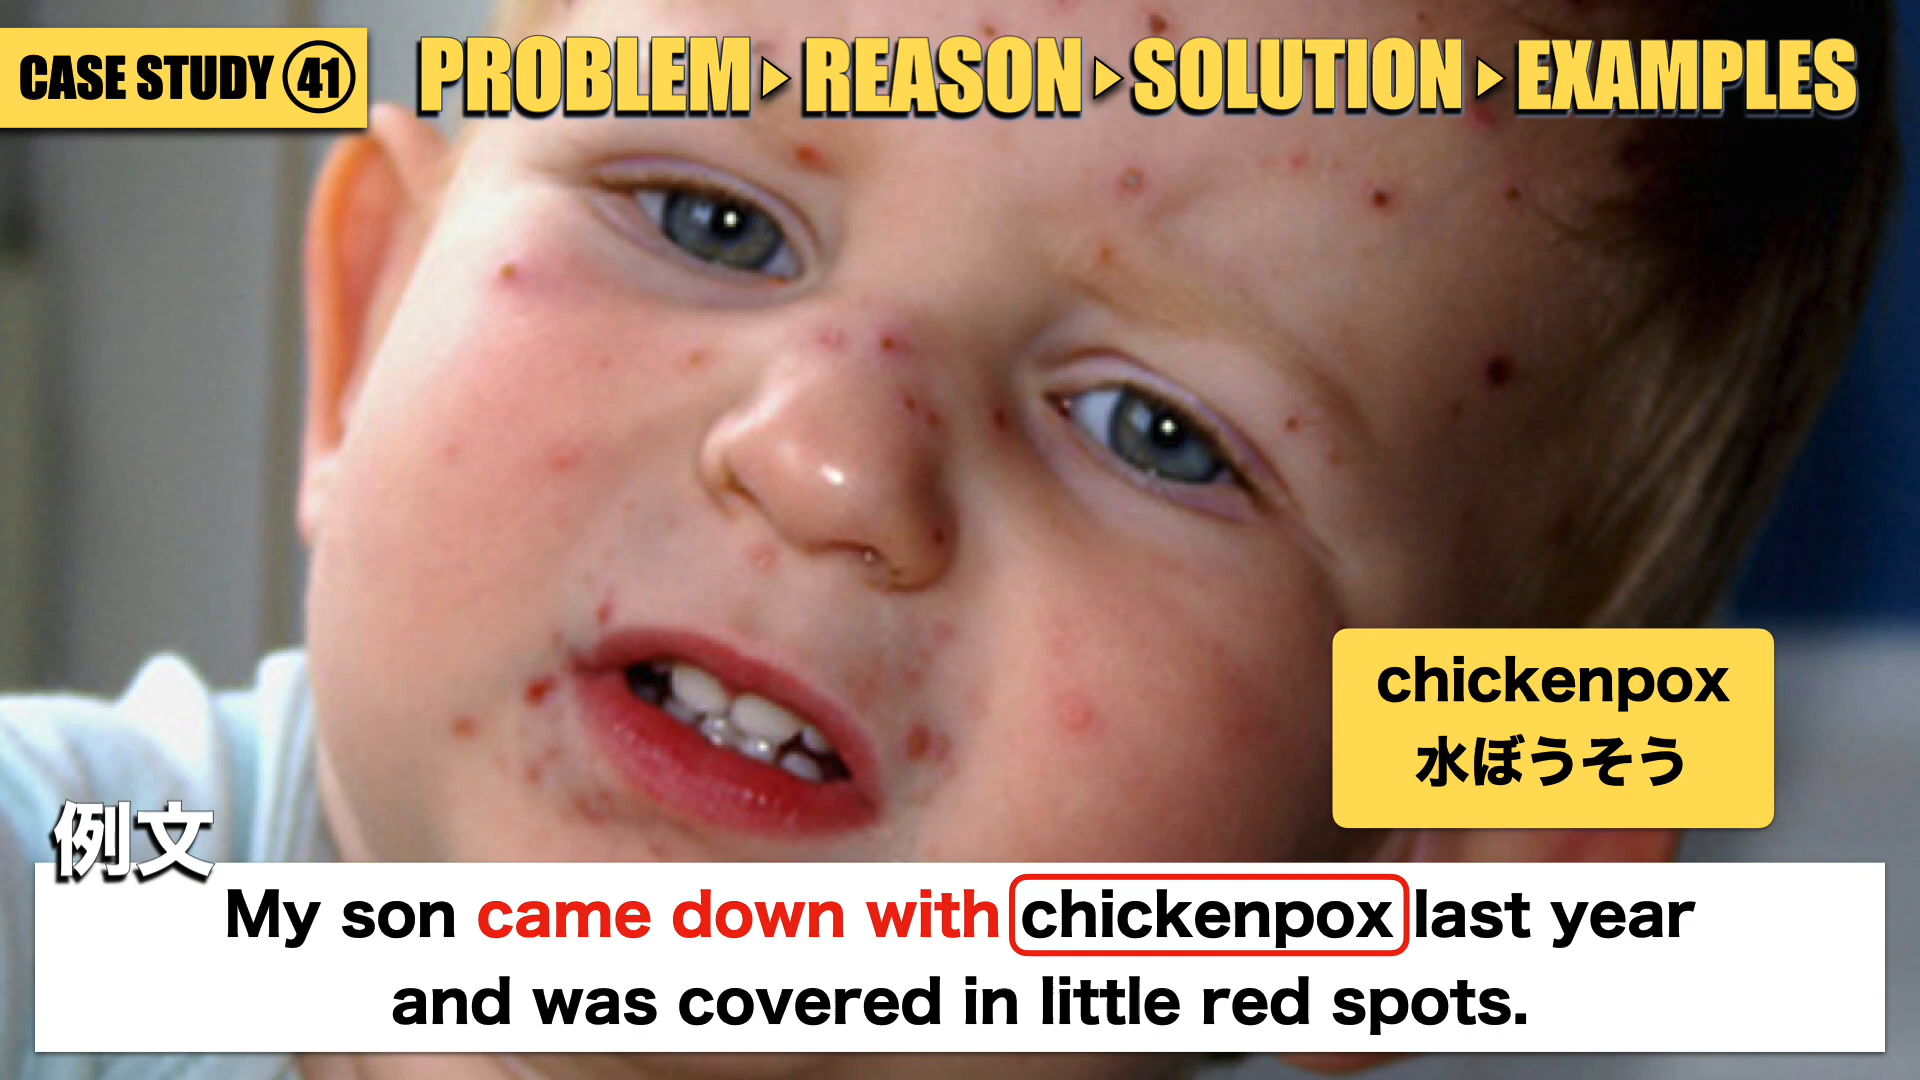 CASE STUDY ㊶
PROBLEM▶REASON▶SOLUTION▶EXAMPLES
chickenpox
水ぼうそう
例文
My son came down with chickenpox last year
and was covered in little red spots.